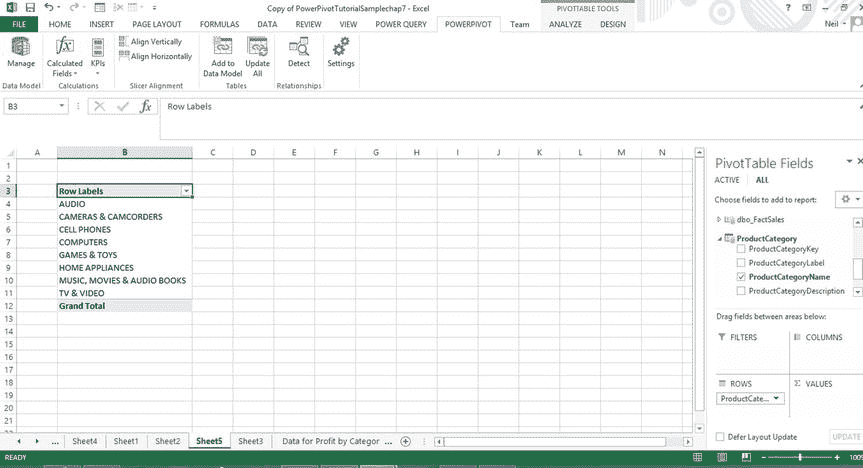 Copy of PowerPivotTutorialSamplechap7 - Excel
PIVOTTABLE TOOLS
FILE HOME INSERT PAGE LAYOUT FORMULAS DATA REVIEW VIEW POWER QUERY POWERPIVOT Team ANALYZE DESIGN Neil
Manage
Calculated Fields
KPIs
Align Vertically
Align Horizontally
Add to Data Model
Update All
Detect
Settings
Data Model Calculations Slicer Alignment Tables Relationships
B3 fx Row Labels
A B C D E F G H I J K L M N
1
2
3 Row Labels
4 AUDIO
5 CAMERAS & CAMCORDERS
6 CELL PHONES
7 COMPUTERS
8 GAMES & TOYS
9 HOME APPLIANCES
10 MUSIC, MOVIES & AUDIO BOOKS
11 TV & VIDEO
12 Grand Total
13
14
15
16
17
18
19
20
21
PivotTable Fields
ACTIVE ALL
Choose fields to add to report:
dbo_FactSales
ProductCategory
ProductCategoryKey
ProductCategoryLabel
ProductCategoryName
ProductCategoryDescription
Drag fields between areas below:
FILTERS COLUMNS
ROWS Σ VALUES
ProductCate...
Defer Layout Update UPDATE
... Sheet4 Sheet1 Sheet2 Sheet5 Sheet3 Data for Profit by Categor ...
READY 100%